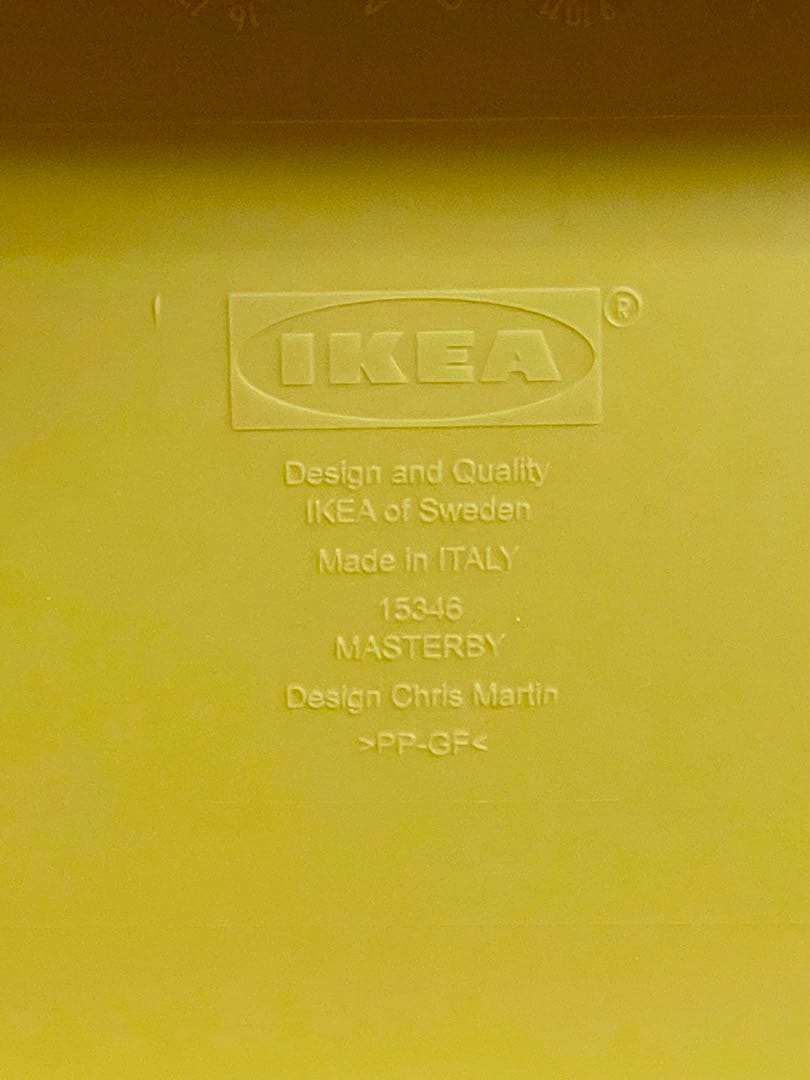 IKEA®
Design and Quality
IKEA of Sweden
Made in ITALY
15346
MASTERBY
Design Chris Martin
>PP-GF<